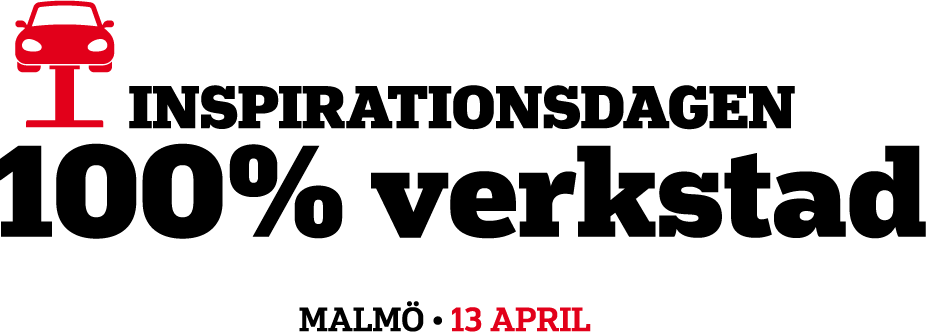 INSPIRATIONSDAGEN
100% verkstad
MALMÖ • 13 APRIL